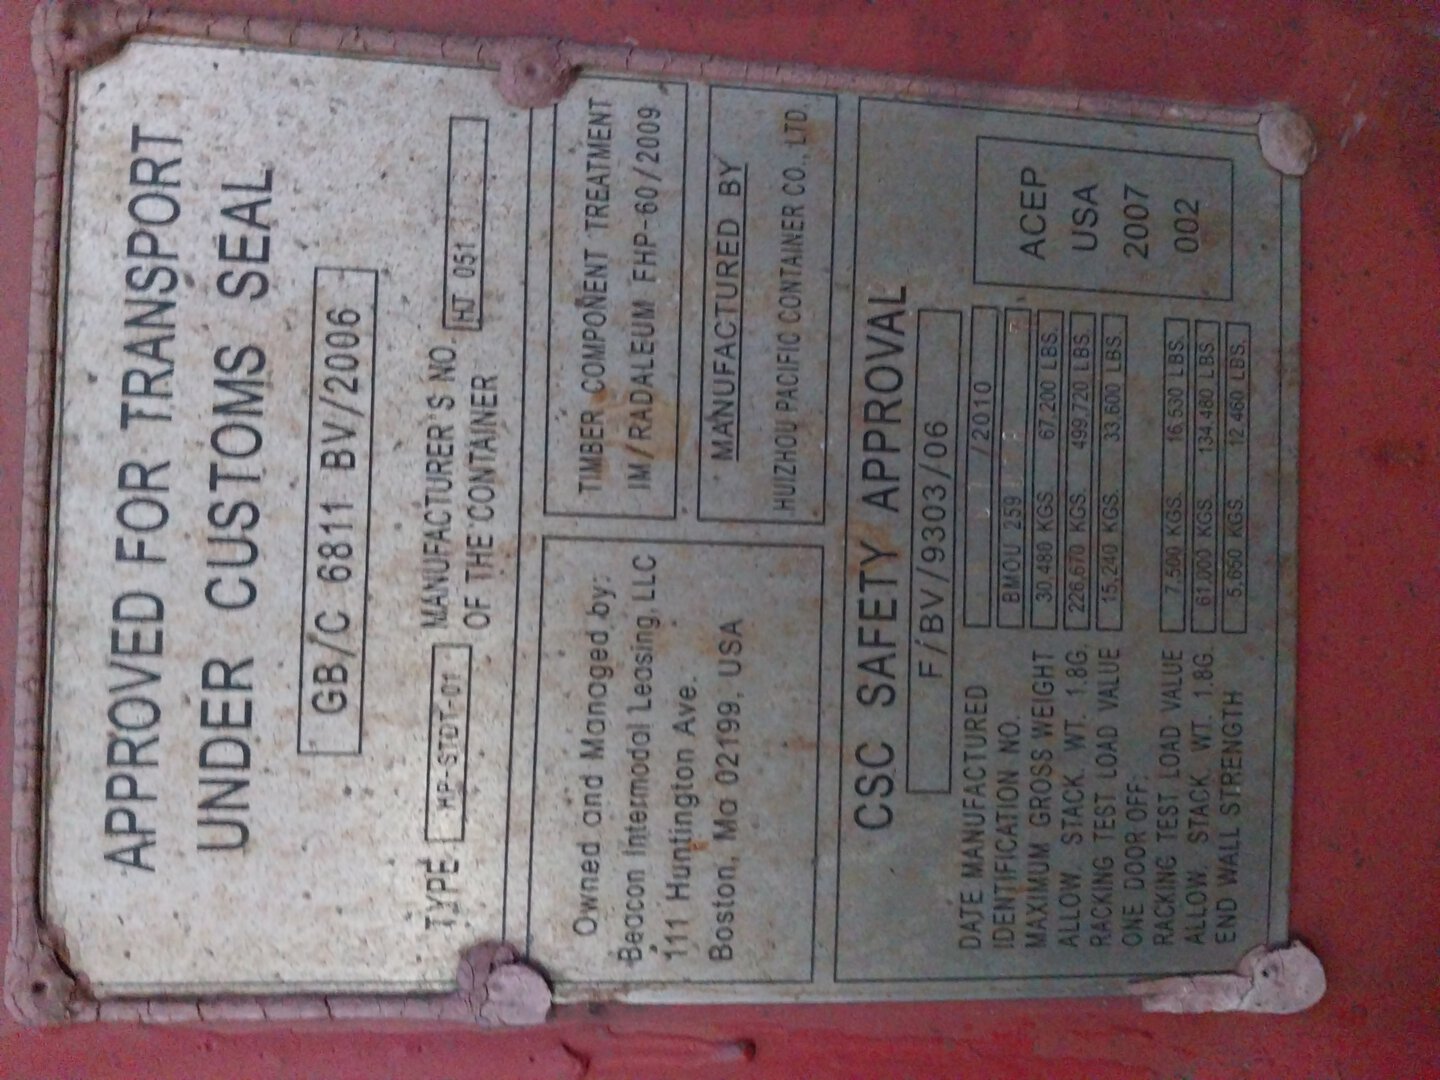 APPROVED FOR TRANSPORT
UNDER CUSTOMS SEAL
GB/C 6811 BV/2006
TYPE HP-STDT-01 MANUFACTURER'S NO. HJ 051
OF THE CONTAINER
Owned and Managed by:
Beacon Intermodal Leasing, LLC
111 Huntington Ave.
Boston, Ma 02199, USA
TIMBER COMPONENT TREATMENT
IM/RADALEUM FHP-60/2009
MANUFACTURED BY
HUIZHOU PACIFIC CONTAINER CO., LTD.
CSC SAFETY APPROVAL
F/BV/9303/06
DATE MANUFACTURED /2010
IDENTIFICATION NO. BMOU 259
MAXIMUM GROSS WEIGHT 30,480 KGS. 67,200 LBS.
ALLOW. STACK. WT. 1.8G. 226,670 KGS. 499,720 LBS.
RACKING TEST LOAD VALUE 15,240 KGS. 33,600 LBS.
ONE DOOR OFF:
RACKING TEST LOAD VALUE 7,500 KGS. 16,530 LBS.
ALLOW. STACK. WT. 1.8G. 61,000 KGS. 134,480 LBS.
END WALL STRENGTH 5,650 KGS. 12,460 LBS.
ACEP
USA
2007
002